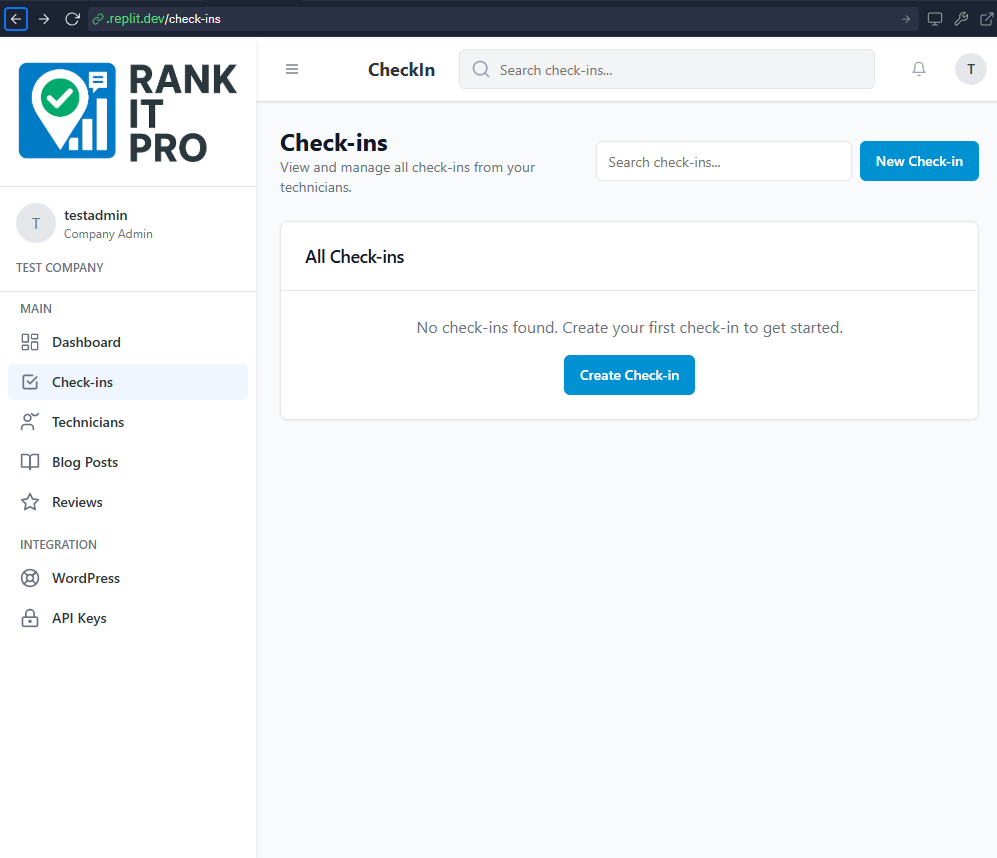 .replit.dev/check-ins
RANK
IT
PRO
CheckIn
Search check-ins...
T
T
testadmin
Company Admin
TEST COMPANY
MAIN
Dashboard
Check-ins
Technicians
Blog Posts
Reviews
INTEGRATION
WordPress
API Keys
Check-ins
View and manage all check-ins from your
technicians.
Search check-ins...
New Check-in
All Check-ins
No check-ins found. Create your first check-in to get started.
Create Check-in